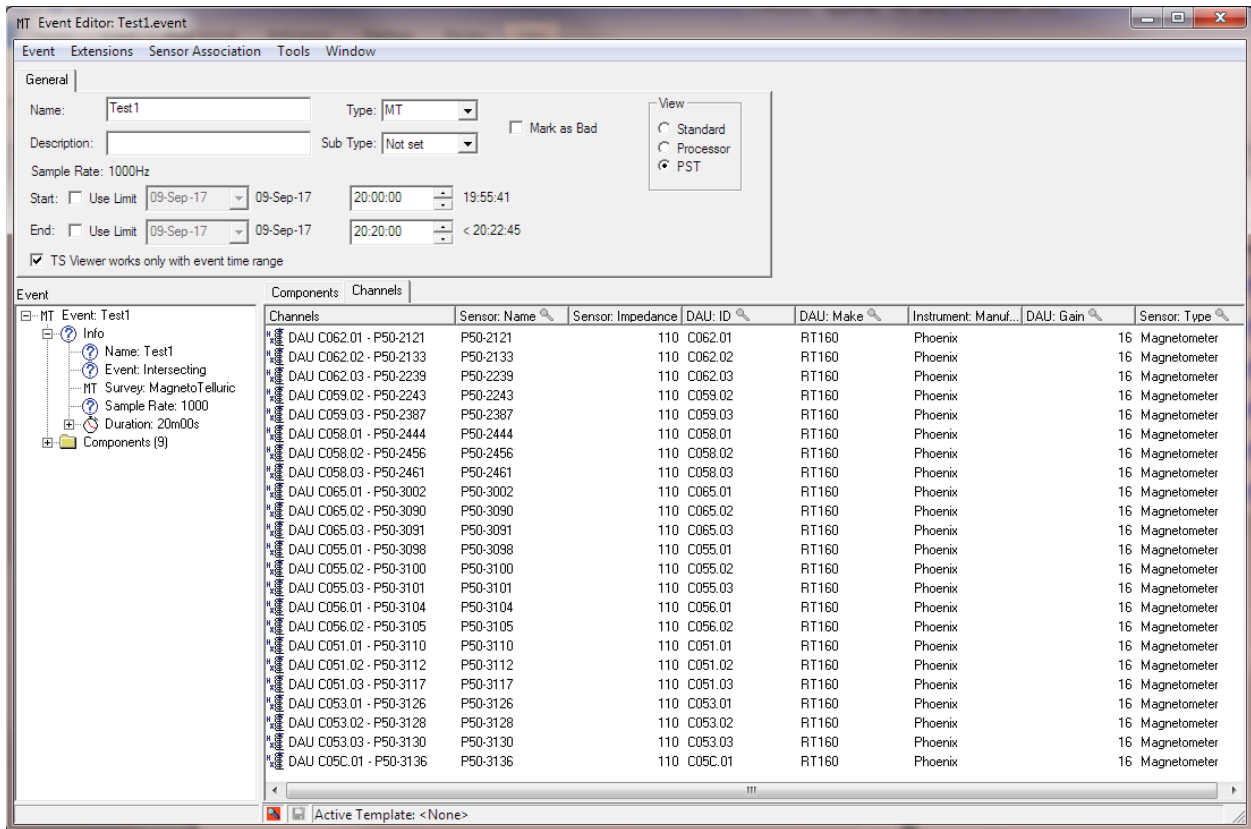 MT Event Editor: Test1.event
Event Extensions Sensor Association Tools Window
General
Name: Test1 Type: MT
Mark as Bad
View
Standard
Processor
PST
Description: Sub Type: Not set
Sample Rate: 1000Hz
Start: Use Limit 09-Sep-17 09-Sep-17 20:00:00 19:55:41
End: Use Limit 09-Sep-17 09-Sep-17 20:20:00 < 20:22:45
TS Viewer works only with event time range
Event
MT Event: Test1
Info
Name: Test1
Event: Intersecting
MT Survey: MagnetoTelluric
Sample Rate: 1000
Duration: 20m00s
Components (9)
Components Channels
Channels Sensor: Name Sensor: Impedance DAU: ID DAU: Make Instrument: Manuf... DAU: Gain Sensor: Type
DAU C062.01 - P50-2121 P50-2121 110 C062.01 RT160 Phoenix 16 Magnetometer
DAU C062.02 - P50-2133 P50-2133 110 C062.02 RT160 Phoenix 16 Magnetometer
DAU C062.03 - P50-2239 P50-2239 110 C062.03 RT160 Phoenix 16 Magnetometer
DAU C059.02 - P50-2243 P50-2243 110 C059.02 RT160 Phoenix 16 Magnetometer
DAU C059.03 - P50-2387 P50-2387 110 C059.03 RT160 Phoenix 16 Magnetometer
DAU C058.01 - P50-2444 P50-2444 110 C058.01 RT160 Phoenix 16 Magnetometer
DAU C058.02 - P50-2456 P50-2456 110 C058.02 RT160 Phoenix 16 Magnetometer
DAU C058.03 - P50-2461 P50-2461 110 C058.03 RT160 Phoenix 16 Magnetometer
DAU C065.01 - P50-3002 P50-3002 110 C065.01 RT160 Phoenix 16 Magnetometer
DAU C065.02 - P50-3090 P50-3090 110 C065.02 RT160 Phoenix 16 Magnetometer
DAU C065.03 - P50-3091 P50-3091 110 C065.03 RT160 Phoenix 16 Magnetometer
DAU C055.01 - P50-3098 P50-3098 110 C055.01 RT160 Phoenix 16 Magnetometer
DAU C055.02 - P50-3100 P50-3100 110 C055.02 RT160 Phoenix 16 Magnetometer
DAU C055.03 - P50-3101 P50-3101 110 C055.03 RT160 Phoenix 16 Magnetometer
DAU C056.01 - P50-3104 P50-3104 110 C056.01 RT160 Phoenix 16 Magnetometer
DAU C056.02 - P50-3105 P50-3105 110 C056.02 RT160 Phoenix 16 Magnetometer
DAU C051.01 - P50-3110 P50-3110 110 C051.01 RT160 Phoenix 16 Magnetometer
DAU C051.02 - P50-3112 P50-3112 110 C051.02 RT160 Phoenix 16 Magnetometer
DAU C051.03 - P50-3117 P50-3117 110 C051.03 RT160 Phoenix 16 Magnetometer
DAU C053.01 - P50-3126 P50-3126 110 C053.01 RT160 Phoenix 16 Magnetometer
DAU C053.02 - P50-3128 P50-3128 110 C053.02 RT160 Phoenix 16 Magnetometer
DAU C053.03 - P50-3130 P50-3130 110 C053.03 RT160 Phoenix 16 Magnetometer
DAU C05C.01 - P50-3136 P50-3136 110 C05C.01 RT160 Phoenix 16 Magnetometer
Active Template: <None>